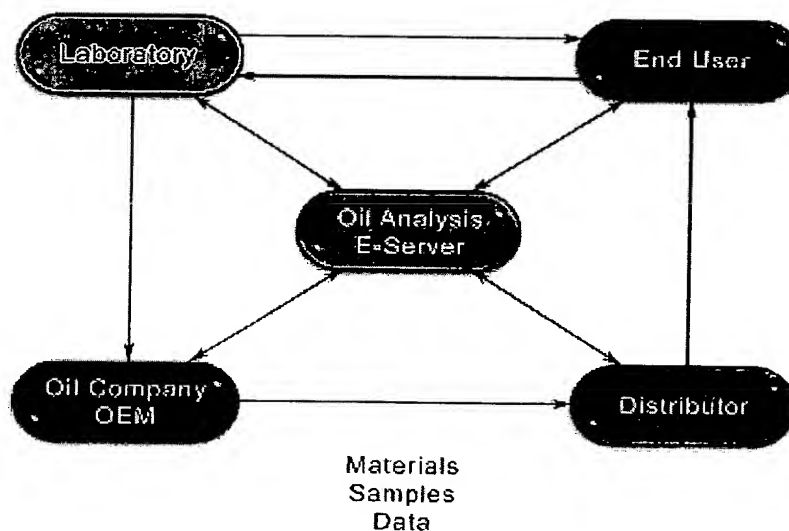 Laboratory
End User
Oil Analysis
E-Server
Oil Company
OEM
Distributor
Materials
Samples
Data